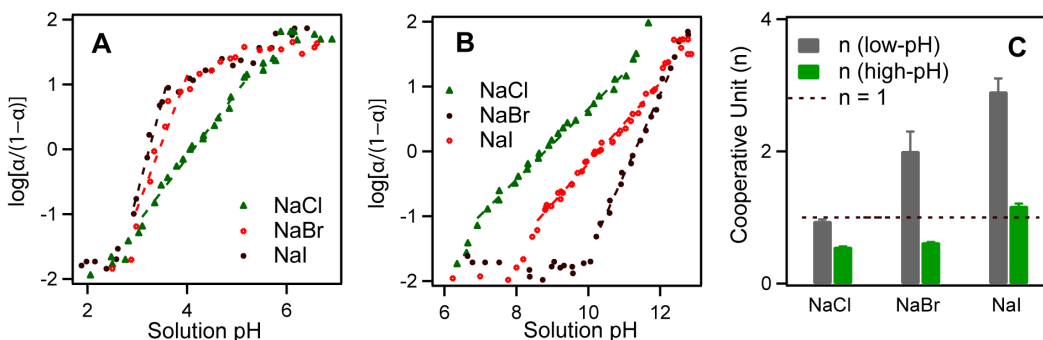 A
2
1
0
-1
-2
log[α/(1−α)]
NaCl
NaBr
NaI
2
4
6
Solution pH
B
2
1
0
-1
-2
log[α/(1−α)]
NaCl
NaBr
NaI
6
8
10
12
Solution pH
C
n (low-pH)
n (high-pH)
n = 1
4
2
0
Cooperative Unit (n)
NaCl
NaBr
NaI